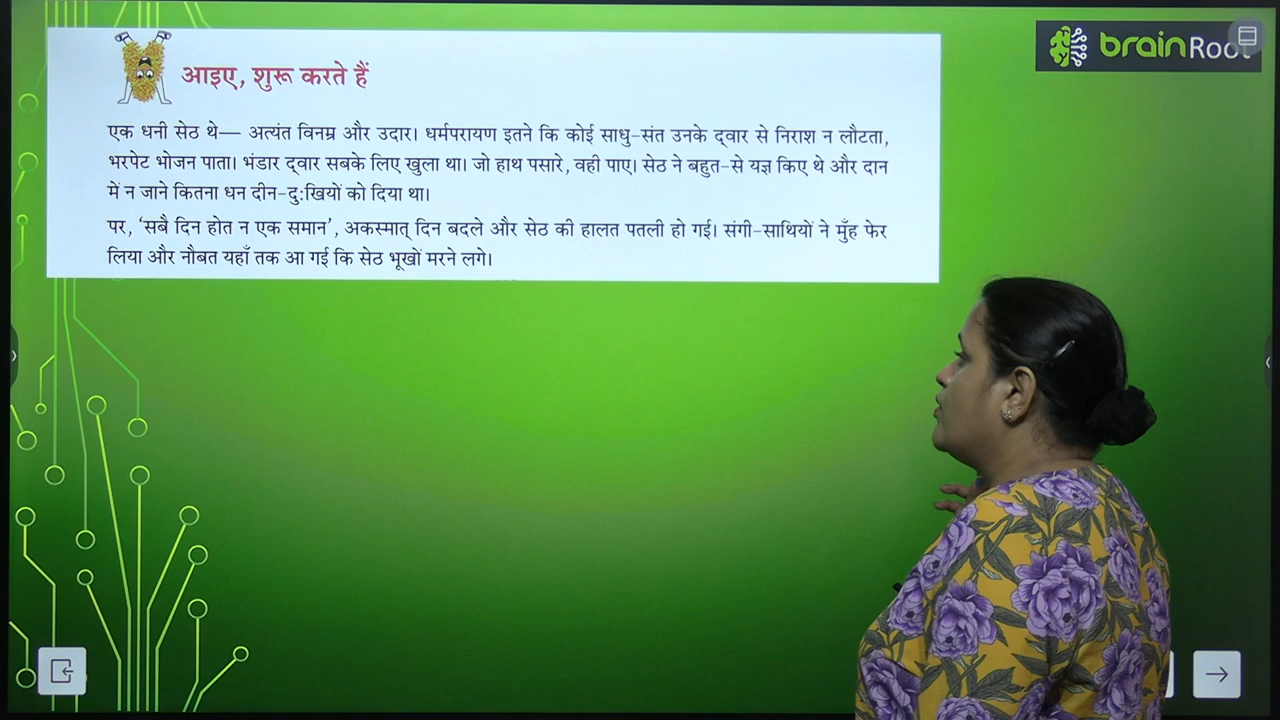 brainRoot
आइए, शुरू करते हैं
एक धनी सेठ थे— अत्यंत विनम्र और उदार। धर्मपरायण इतने कि कोई साधु-संत उनके द्वार से निराश न लौटता,
भरपेट भोजन पाता। भंडार द्वार सबके लिए खुला था। जो हाथ पसारे, वही पाए। सेठ ने बहुत-से यज्ञ किए थे और दान
में न जाने कितना धन दीन-दु:खियों को दिया था।
पर, ‘सबै दिन होत न एक समान’, अकस्मात् दिन बदले और सेठ की हालत पतली हो गई। संगी-साथियों ने मुँह फेर
लिया और नौबत यहाँ तक आ गई कि सेठ भूखों मरने लगे।